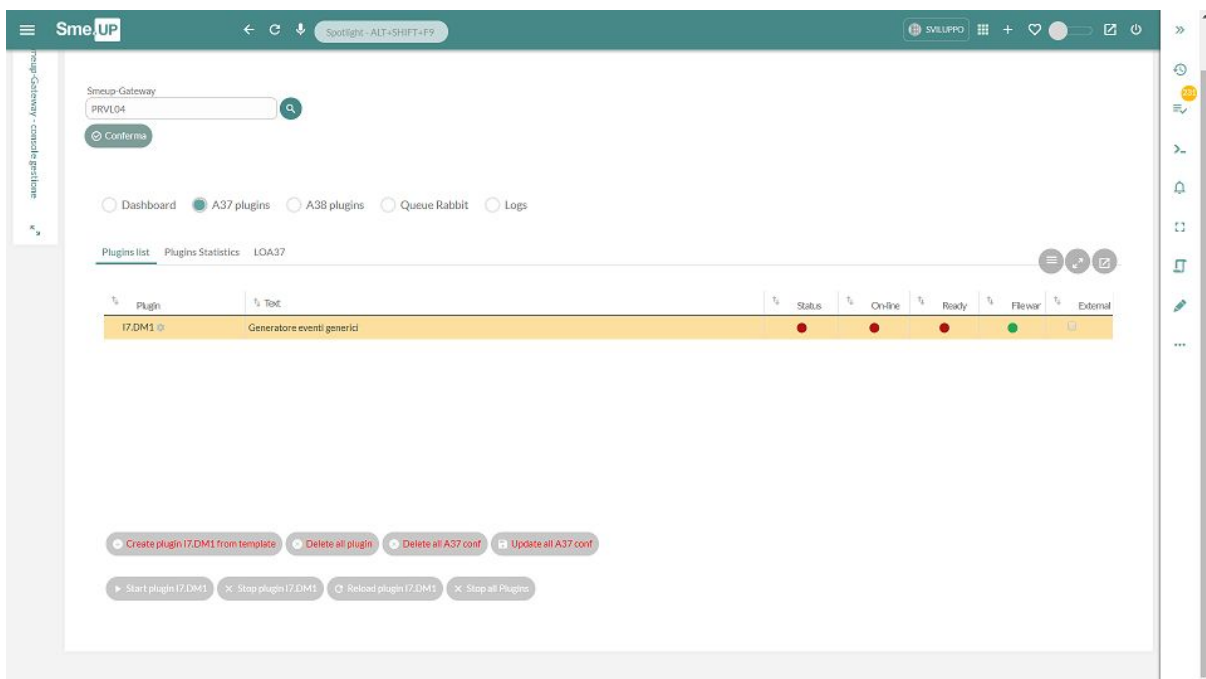 Sme.UP
Spotlight - ALT+SHIFT+F9
SVILUPPO
231
Smeup-Gateway - console gestione
Smeup-Gateway
PRVL04
Conferma
Dashboard A37 plugins A38 plugins Queue Rabbit Logs
Plugins list Plugins Statistics LOA37
Plugin Text Status On-line Ready File war External
I7.DM1 Generatore eventi generici
Create plugin I7.DM1 from template Delete all plugin Delete all A37 conf Update all A37 conf
Start plugin I7.DM1 Stop plugin I7.DM1 Reload plugin I7.DM1 Stop all Plugins